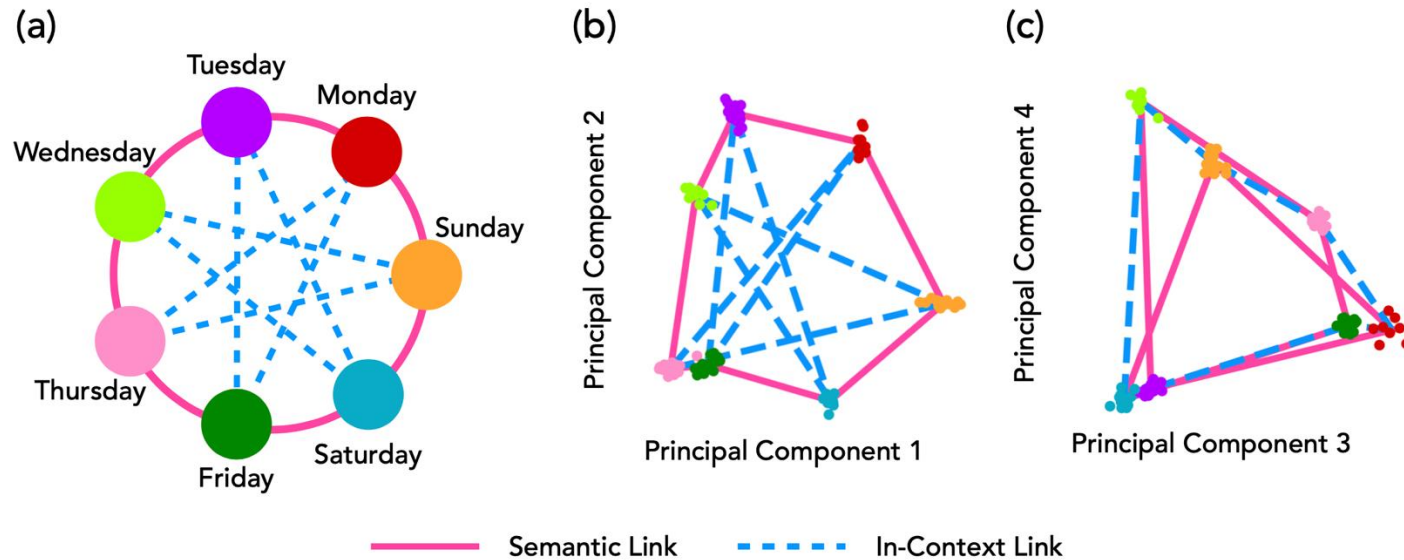 (a)
Tuesday
Monday
Wednesday
Sunday
Thursday
Saturday
Friday
(b)
Principal Component 2
Principal Component 1
(c)
Principal Component 4
Principal Component 3
Semantic Link
In-Context Link